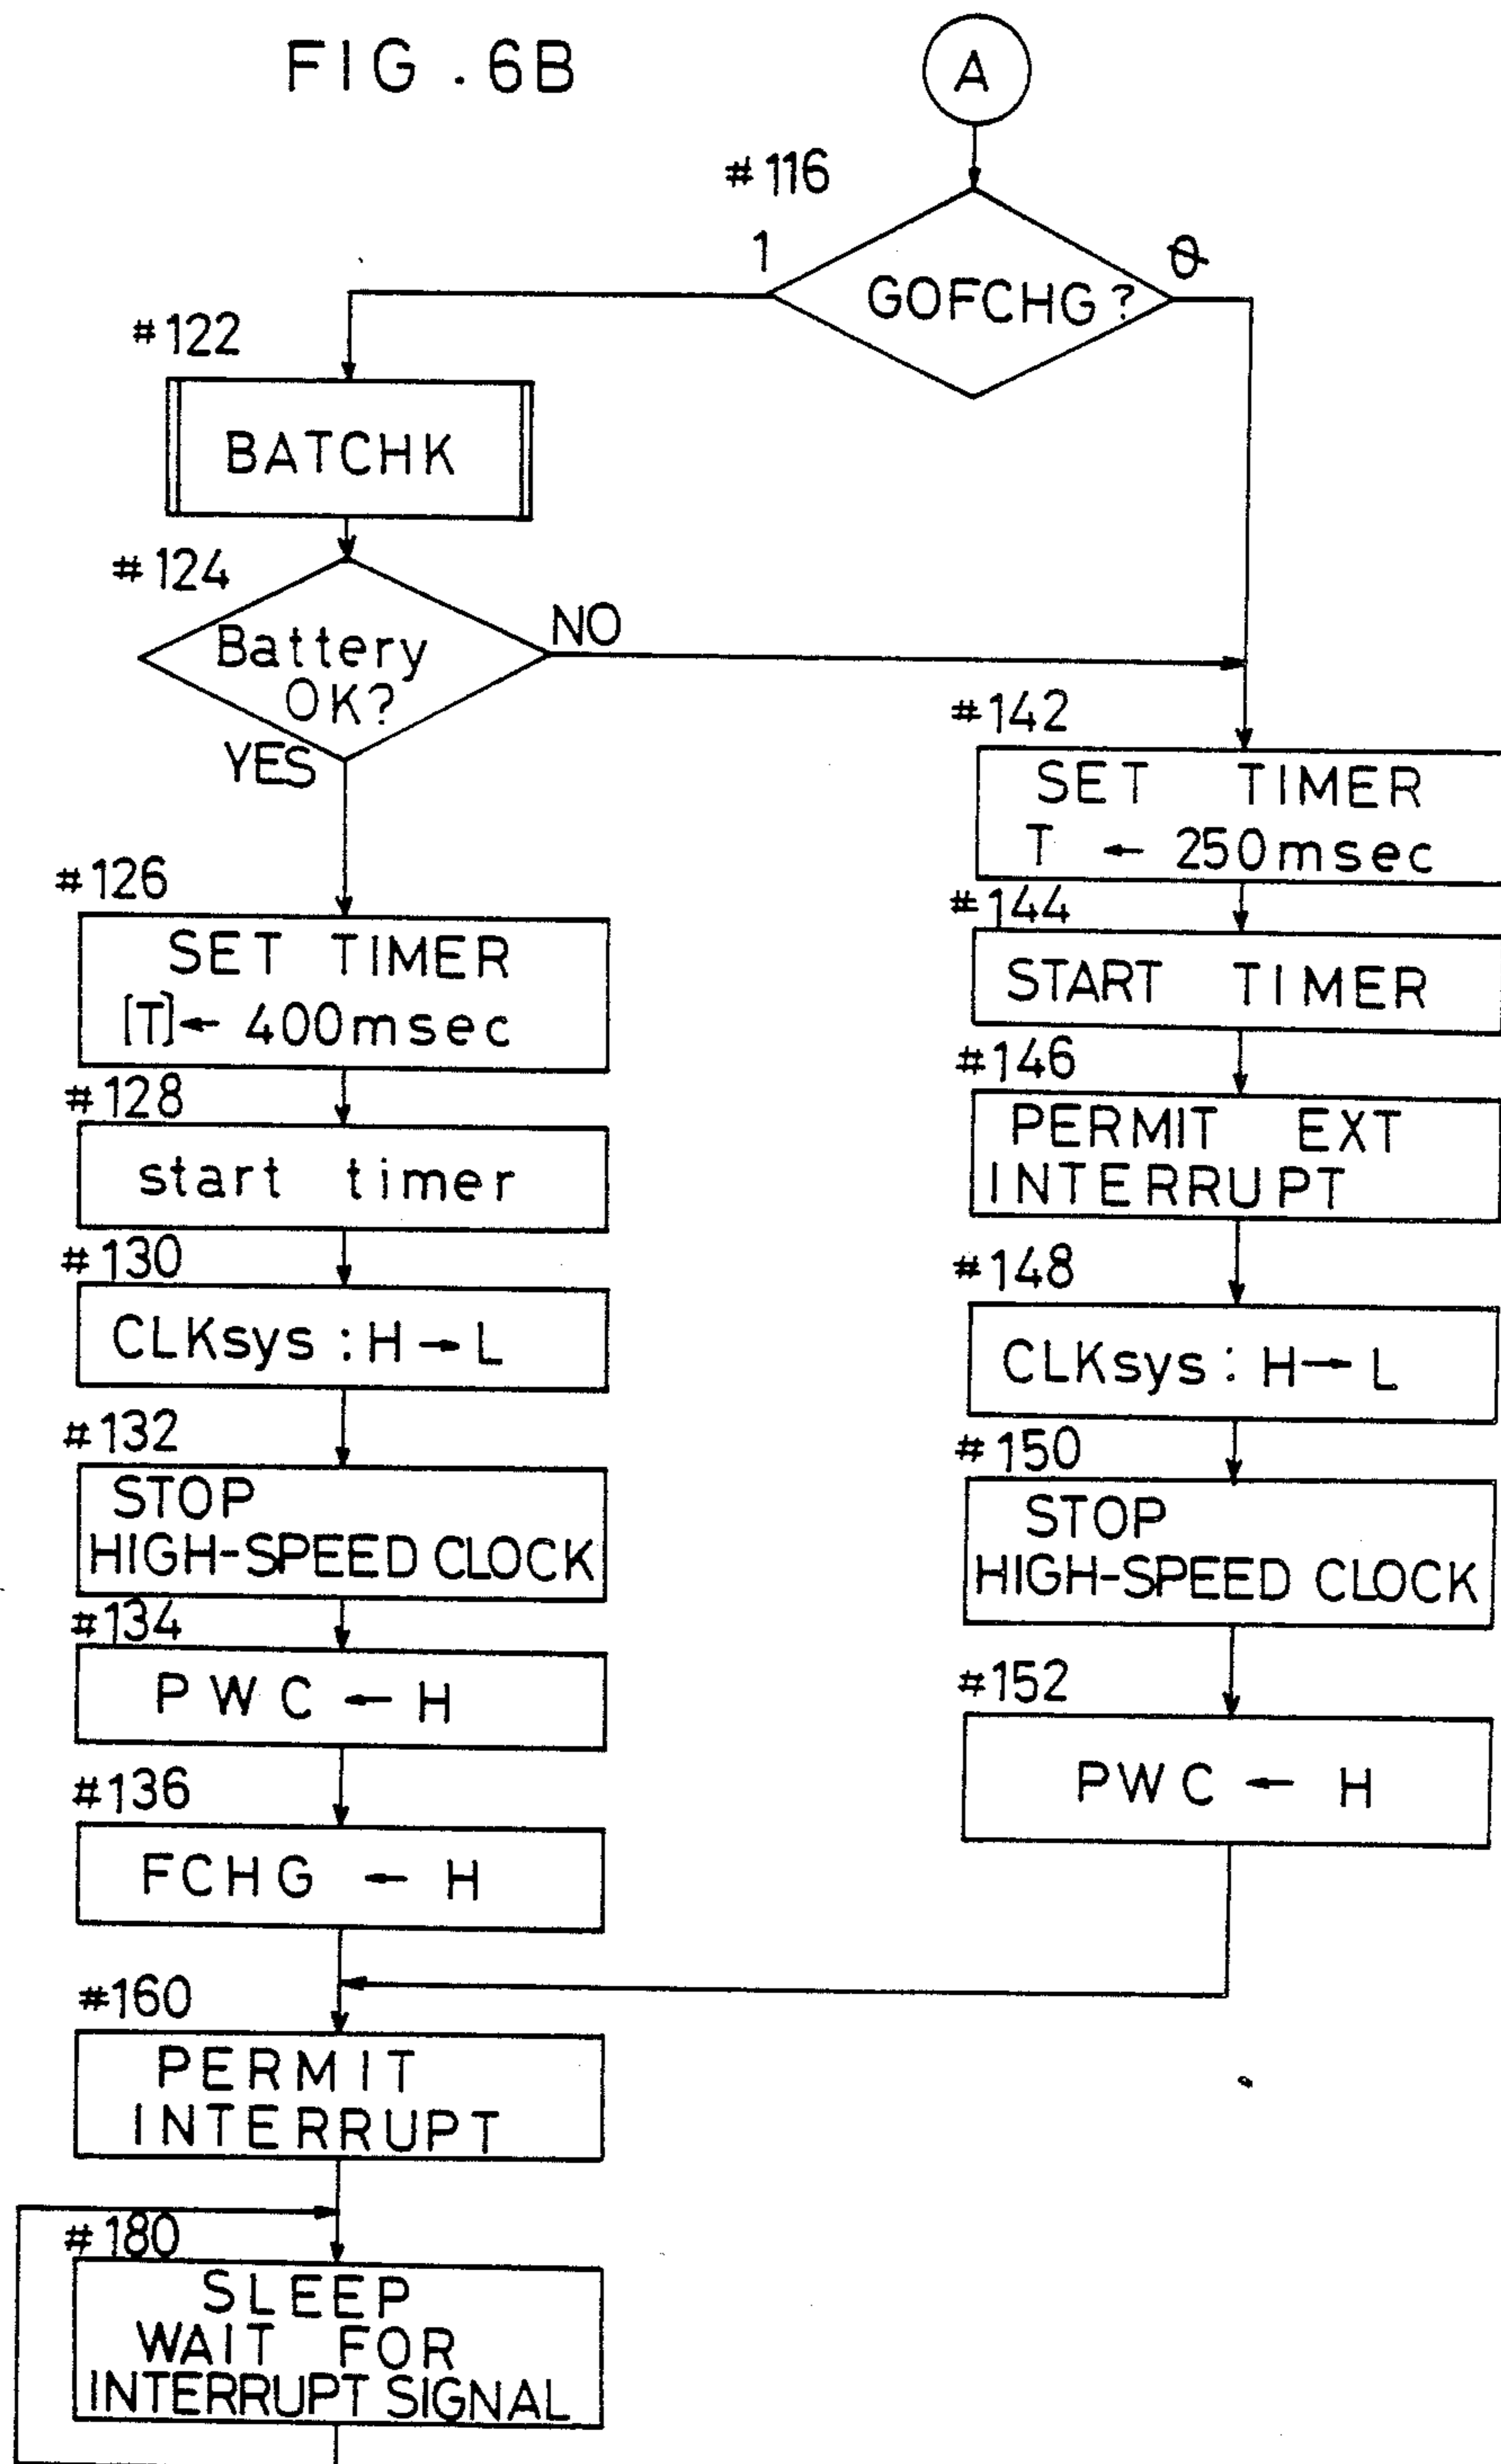 FIG. 6B
A
#116
1
GOFCHG?
0
#122
BATCHK
#124
Battery
OK?
NO
YES
#126
SET TIMER
[T]← 400msec
#128
start timer
#130
CLKsys : H → L
#132
STOP
HIGH-SPEED CLOCK
#134
PWC ← H
#136
FCHG ← H
#142
SET TIMER
T ← 250msec
#144
START TIMER
#146
PERMIT EXT
INTERRUPT
#148
CLKsys : H → L
#150
STOP
HIGH-SPEED CLOCK
#152
PWC ← H
#160
PERMIT
INTERRUPT
#180
SLEEP
WAIT FOR
INTERRUPT SIGNAL